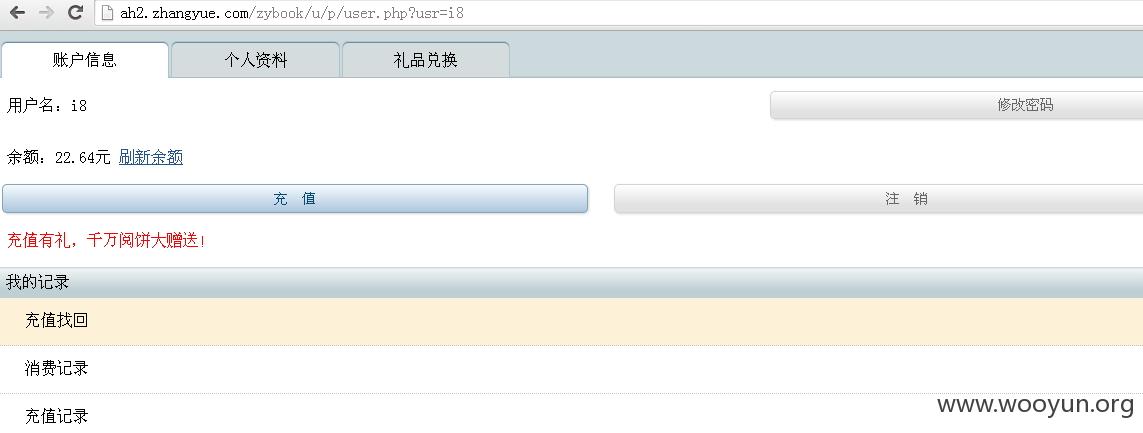 ah2.zhangyue.com/zybook/u/p/user.php?usr=i8
账户信息 个人资料 礼品兑换
用户名：i8 修改密码
余额：22.64元 刷新余额
充 值 注 销
充值有礼，千万阅饼大赠送！
我的记录
充值找回
消费记录
充值记录
www.wooyun.org